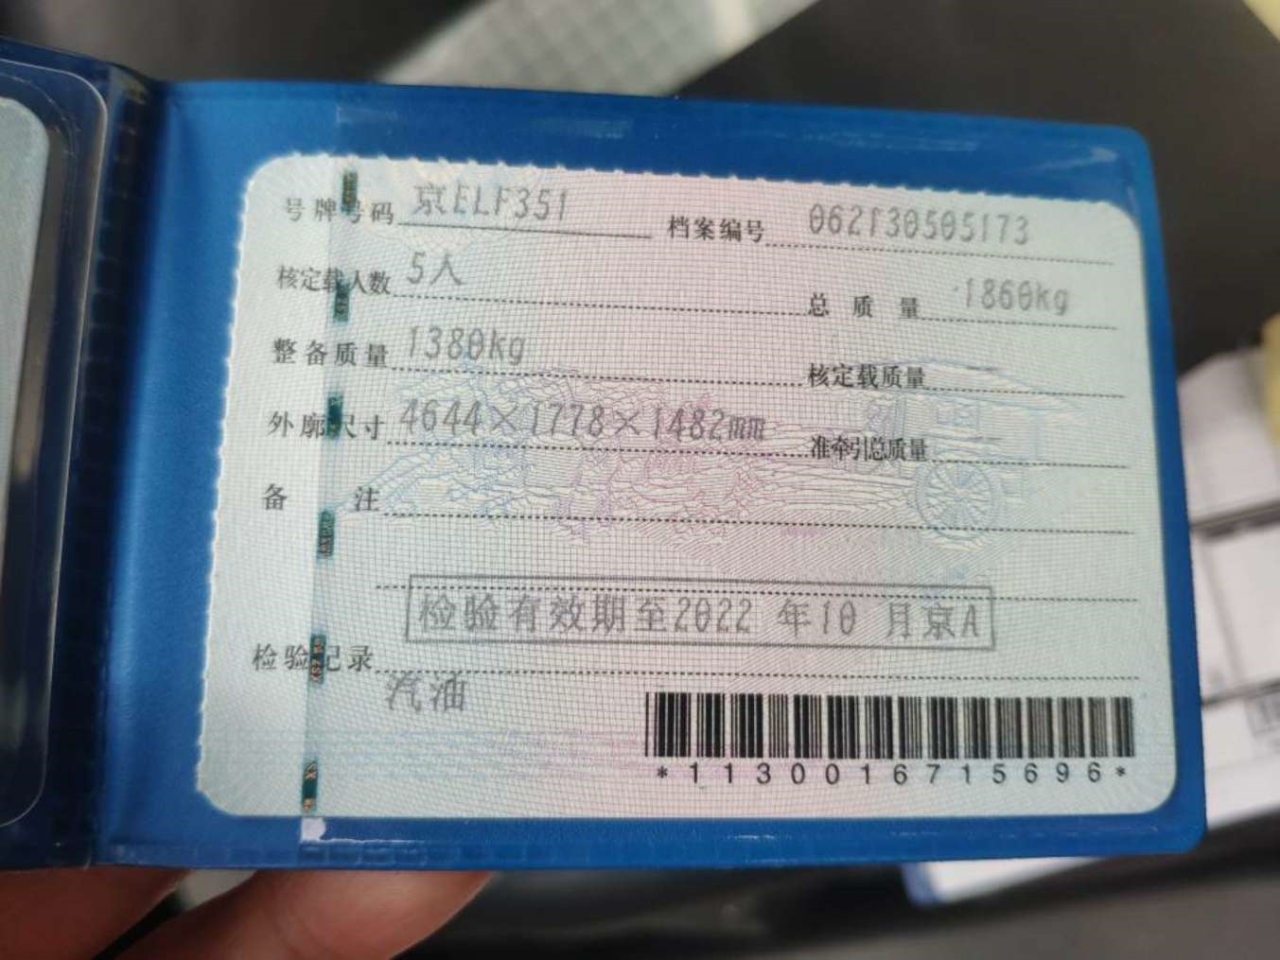 号牌号码 京ELF351 档案编号 062130505173
核定载人数 5人 总质量 1860kg
整备质量 1380kg 核定载质量
外廓尺寸 4644×1778×1482mm 准牵引总质量
备注
检验有效期至2022 年10 月京A
检验记录
汽油
*1130016715696*